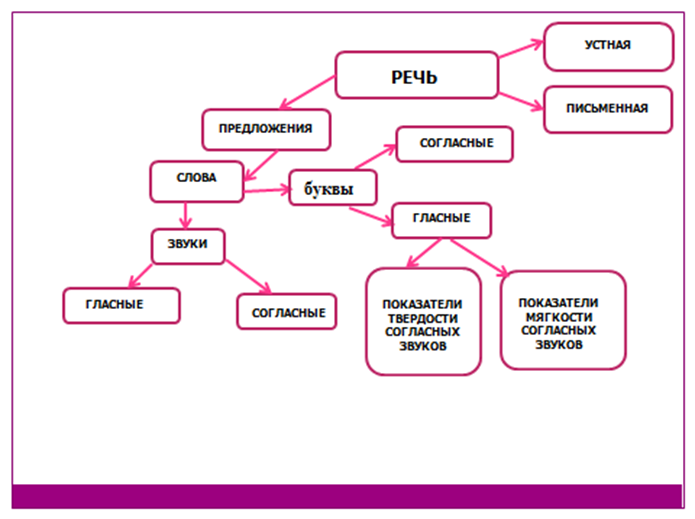 УСТНАЯ
РЕЧЬ
ПИСЬМЕННАЯ
ПРЕДЛОЖЕНИЯ
СОГЛАСНЫЕ
СЛОВА
буквы
ГЛАСНЫЕ
ЗВУКИ
ГЛАСНЫЕ
СОГЛАСНЫЕ
ПОКАЗАТЕЛИ
ТВЕРДОСТИ
СОГЛАСНЫХ
ЗВУКОВ
ПОКАЗАТЕЛИ
МЯГКОСТИ
СОГЛАСНЫХ
ЗВУКОВ